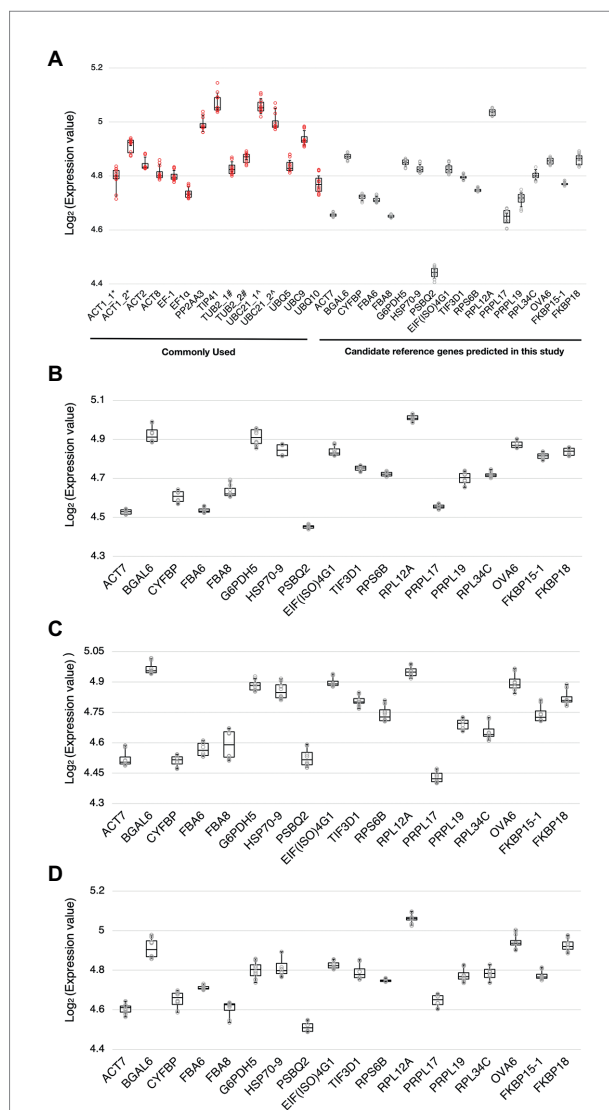 A
5.2
5
4.8
4.6
4.4
Log2 (Expression value)
ACT1_1*
ACT1_2*
ACT2
ACT8
EF-1
EF1α
PP2AA3
TIP41
TUB2_1#
TUB2_2#
UBC21_1^
UBC21_2^
UBQ5
UBC9
UBQ10
ACT7
BGAL6
CYFBP
FBA6
FBA8
G6PDH5
HSP70-9
PSBQ2
EIF(ISO)4G1
TIF3D1
RPS6B
RPL12A
PRPL17
PRPL19
RPL34C
OVA6
FKBP15-1
FKBP18
Commonly Used
Candidate reference genes predicted in this study
B
5.1
4.9
4.7
4.5
4.3
Log2 (Expression value)
ACT7
BGAL6
CYFBP
FBA6
FBA8
G6PDH5
HSP70-9
PSBQ2
EIF(ISO)4G1
TIF3D1
RPS6B
RPL12A
PRPL17
PRPL19
RPL34C
OVA6
FKBP15-1
FKBP18
C
5.05
4.9
4.75
4.6
4.45
4.3
Log2 (Expression value))
ACT7
BGAL6
CYFBP
FBA6
FBA8
G6PDH5
HSP70-9
PSBQ2
EIF(ISO)4G1
TIF3D1
RPS6B
RPL12A
PRPL17
PRPL19
RPL34C
OVA6
FKBP15-1
FKBP18
D
5.2
5
4.8
4.6
4.4
Log2 (Expression value)
ACT7
BGAL6
CYFBP
FBA6
FBA8
G6PDH5
HSP70-9
PSBQ2
EIF(ISO)4G1
TIF3D1
RPS6B
RPL12A
PRPL17
PRPL19
RPL34C
OVA6
FKBP15-1
FKBP18